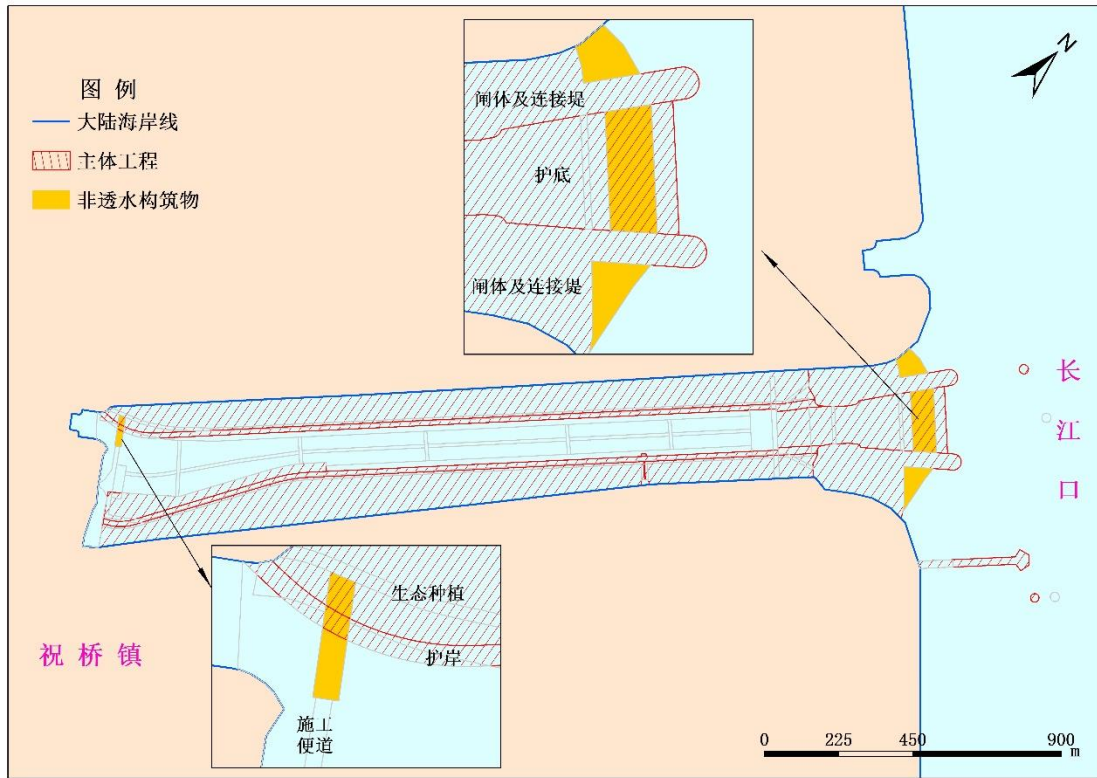 图 例
大陆海岸线
主体工程
非透水构筑物
N
闸体及连接堤
护底
闸体及连接堤
长
江
口
生态种植
护岸
施工
便道
祝桥镇
0 225 450 900
m